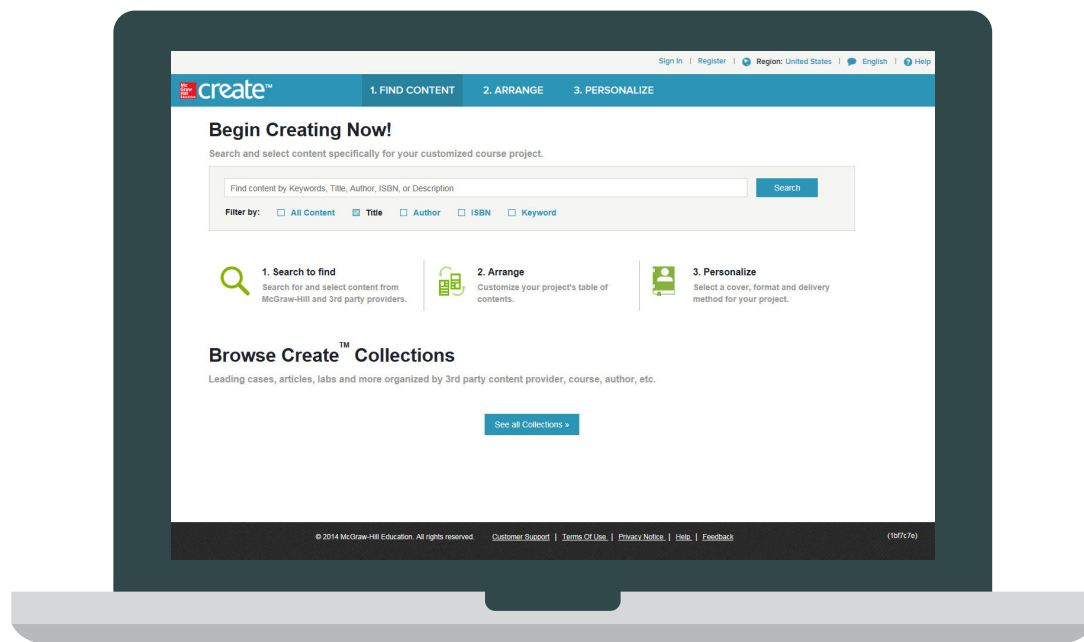 Sign In | Register | Region: United States | English | Help
Mc Graw Hill Education create™ 1. FIND CONTENT 2. ARRANGE 3. PERSONALIZE
Begin Creating Now!
Search and select content specifically for your customized course project.
Find content by Keywords, Title, Author, ISBN, or Description Search
Filter by: All Content Title Author ISBN Keyword
1. Search to find
Search for and select content from
McGraw-Hill and 3rd party providers.
2. Arrange
Customize your project's table of
contents.
3. Personalize
Select a cover, format and delivery
method for your project.
Browse Create™ Collections
Leading cases, articles, labs and more organized by 3rd party content provider, course, author, etc.
See all Collections »
© 2014 McGraw-Hill Education. All rights reserved. Customer Support | Terms Of Use | Privacy Notice | Help | Feedback (1bf7c7e)